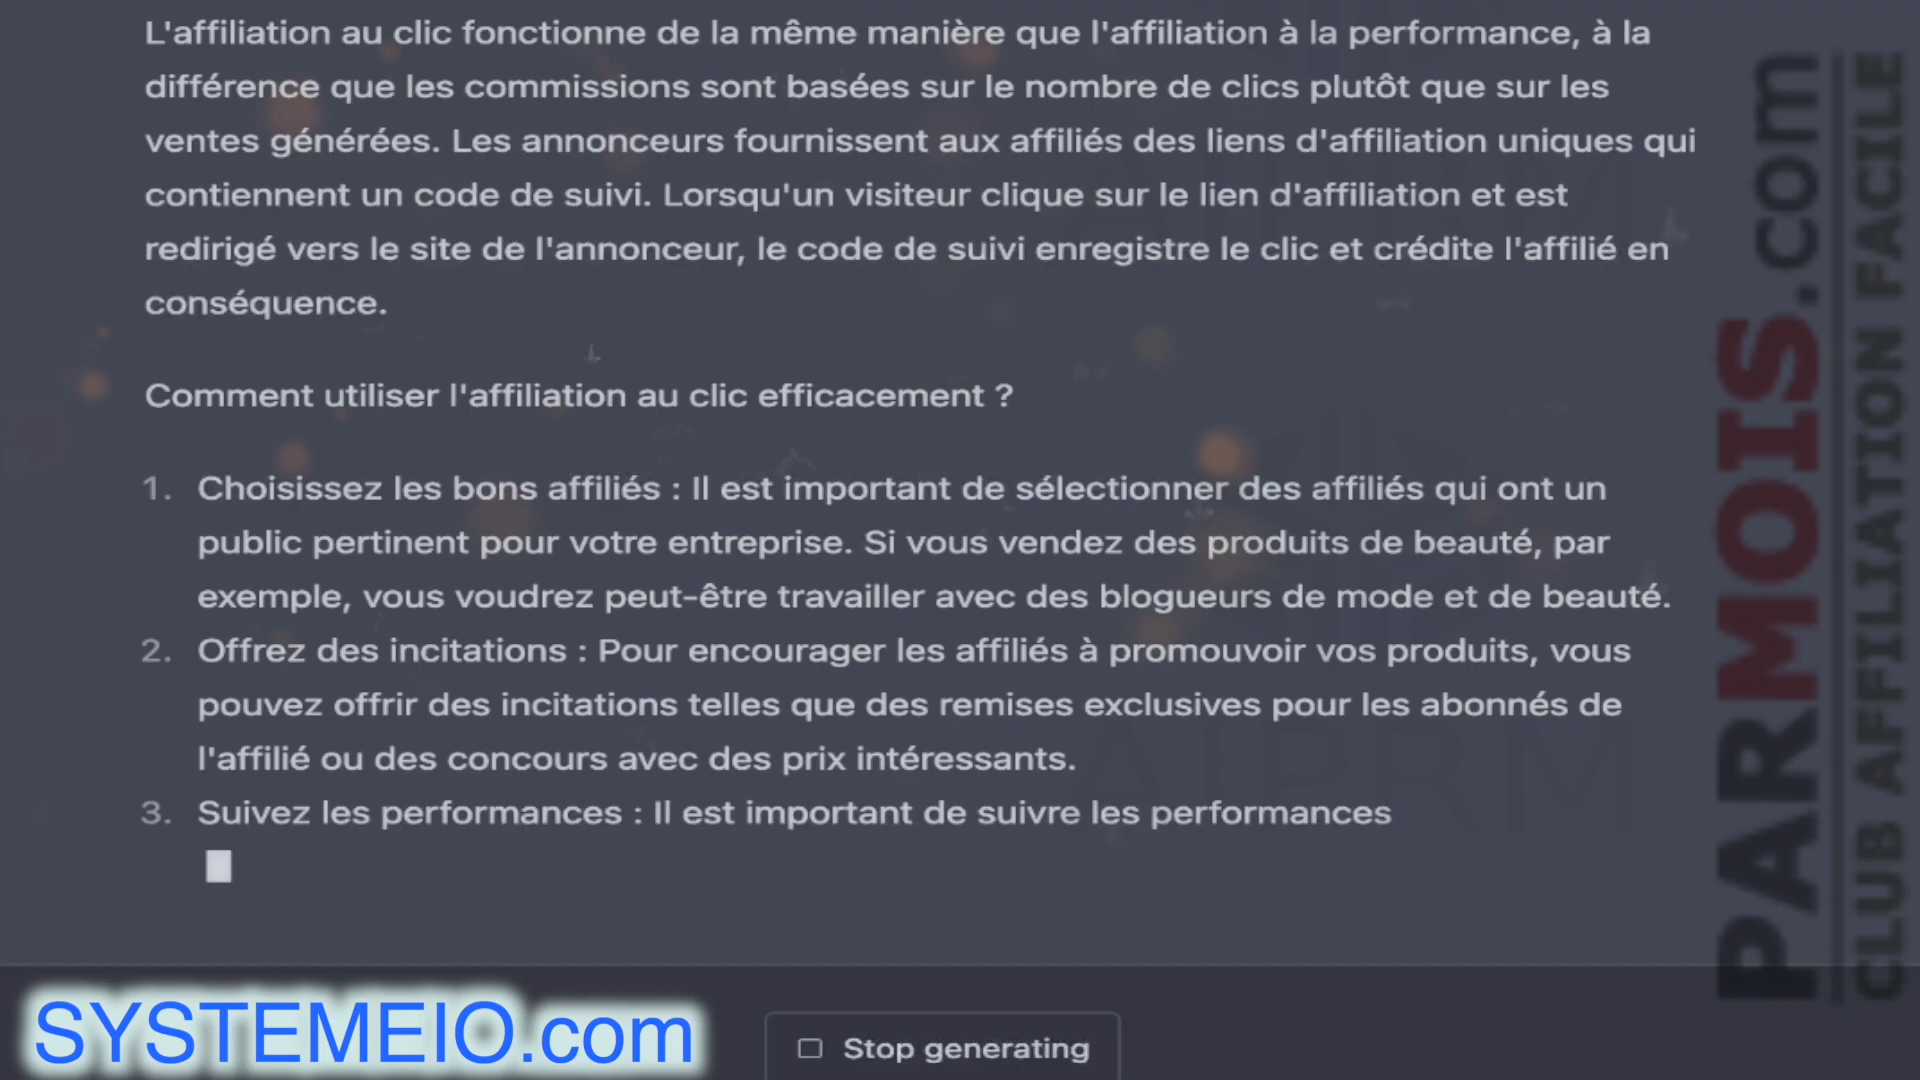 L'affiliation au clic fonctionne de la même manière que l'affiliation à la performance, à la
différence que les commissions sont basées sur le nombre de clics plutôt que sur les
ventes générées. Les annonceurs fournissent aux affiliés des liens d'affiliation uniques qui
contiennent un code de suivi. Lorsqu'un visiteur clique sur le lien d'affiliation et est
redirigé vers le site de l'annonceur, le code de suivi enregistre le clic et crédite l'affilié en
conséquence.
Comment utiliser l'affiliation au clic efficacement ?
1. Choisissez les bons affiliés : Il est important de sélectionner des affiliés qui ont un
public pertinent pour votre entreprise. Si vous vendez des produits de beauté, par
exemple, vous voudrez peut-être travailler avec des blogueurs de mode et de beauté.
2. Offrez des incitations : Pour encourager les affiliés à promouvoir vos produits, vous
pouvez offrir des incitations telles que des remises exclusives pour les abonnés de
l'affilié ou des concours avec des prix intéressants.
3. Suivez les performances : Il est important de suivre les performances
Stop generating
SYSTEMEIO.com
PARMOIS.com
CLUB AFFILIATION FACILE
AIPRM